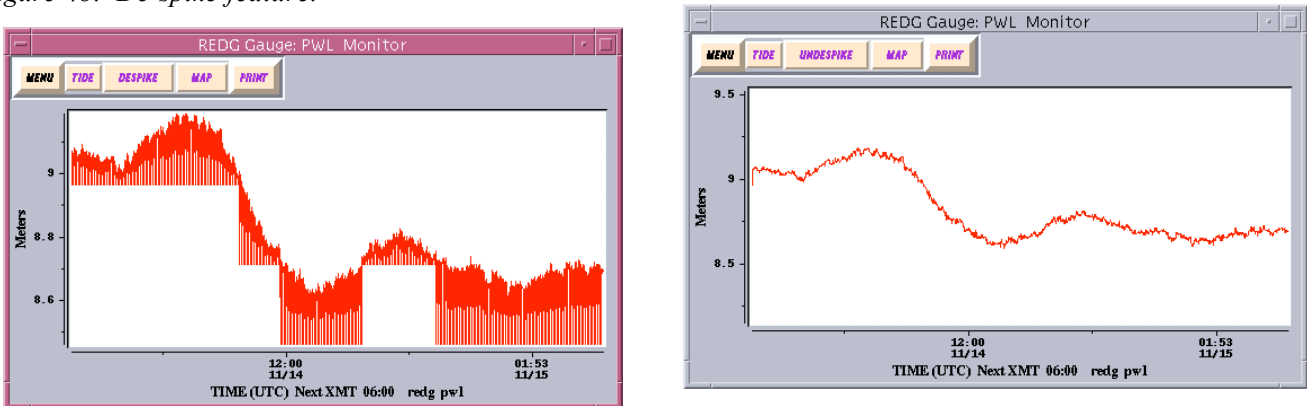 REDG Gauge: PWL Monitor
MENU TIDE DESPIKE MAP PRINT
9
8.8
8.6
Meters
12:00 01:53
11/14 11/15
TIME (UTC) Next XMT 06:00 redg pwl
REDG Gauge: PWL Monitor
MENU TIDE UNDESPIKE MAP PRINT
9.5
9
8.5
Meters
12:00 01:53
11/14 11/15
TIME (UTC) Next XMT 06:00 redg pwl